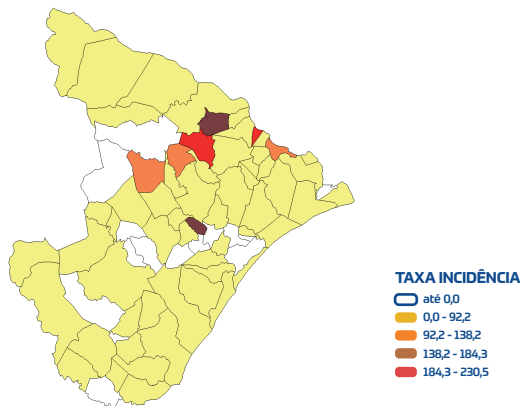 TAXA INCIDÊNCIA
até 0,0
0,0 - 92,2
92,2 - 138,2
138,2 - 184,3
184,3 - 230,5